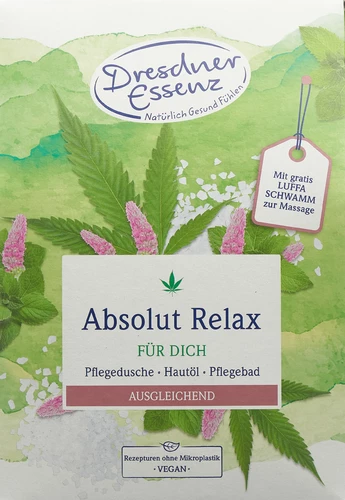 Dresdner
Essenz
Natürlich Gesund Fühlen
Mit gratis
LUFFA
SCHWAMM
zur Massage
Absolut Relax
FÜR DICH
Pflegedusche · Hautöl · Pflegebad
AUSGLEICHEND
Rezepturen ohne Mikroplastik
· VEGAN ·